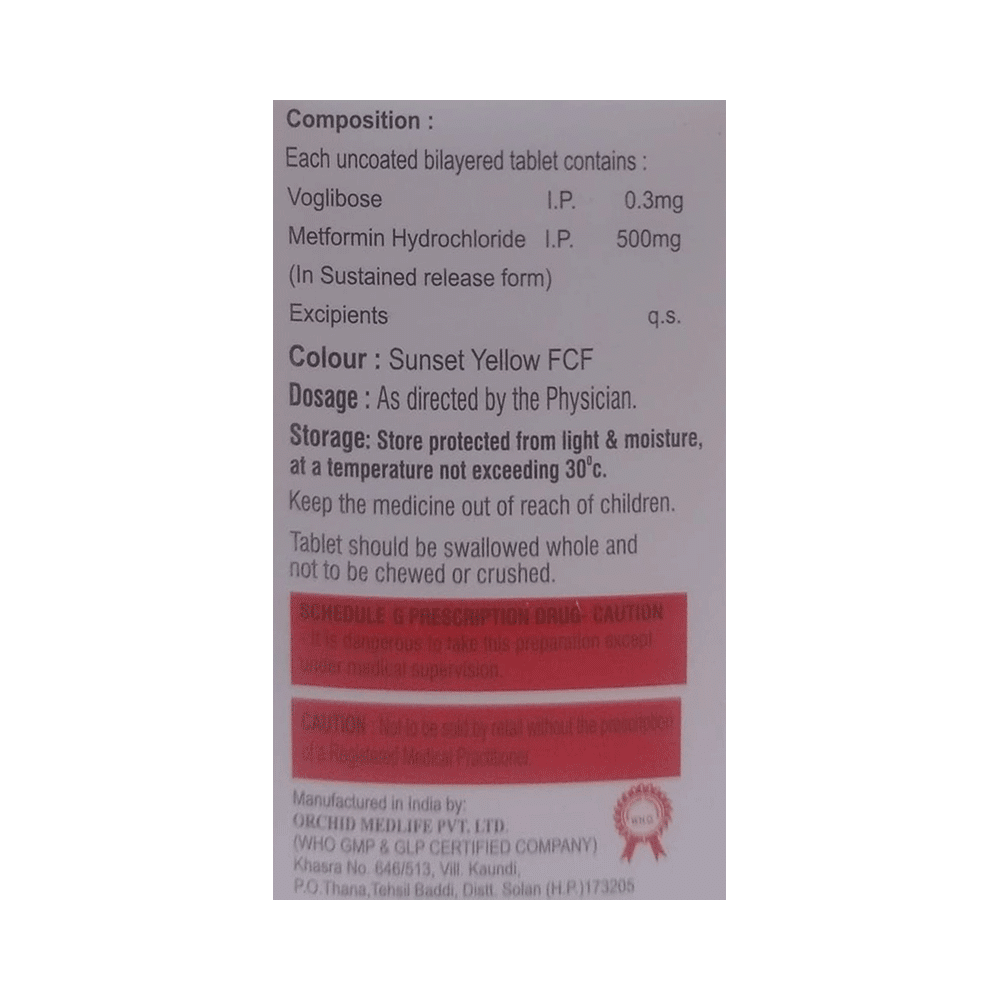 Composition :
Each uncoated bilayered tablet contains :
Voglibose I.P. 0.3mg
Metformin Hydrochloride I.P. 500mg
(In Sustained release form)
Excipients q.s.
Colour : Sunset Yellow FCF
Dosage : As directed by the Physician.
Storage: Store protected from light & moisture,
at a temperature not exceeding 30⁰c.
Keep the medicine out of reach of children.
Tablet should be swallowed whole and
not to be chewed or crushed.
SCHEDULE G PRESCRIPTION DRUG- CAUTION
- It is dangerous to take this preparation except
under medical supervision.
CAUTION : Not to be sold by retail without the prescription
of a Registered Medical Practitioner.
Manufactured in India by:
ORCHID MEDLIFE PVT. LTD.
(WHO GMP & GLP CERTIFIED COMPANY)
Khasra No. 646/513, Vill. Kaundi,
P.O.Thana,Tehsil Baddi, Distt. Solan (H.P.)173205
WHO